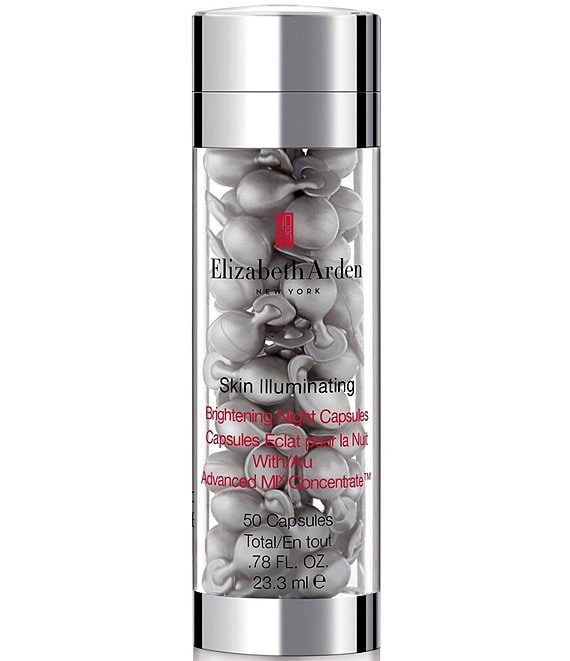 Elizabeth Arden
NEW YORK
Skin Illuminating
Brightening Night Capsules
Capsules Eclat pour la Nuit
With/Au
Advanced MIx Concentrate™
50 Capsules
Total/En tout
.78 FL. OZ.
23.3 ml ℮